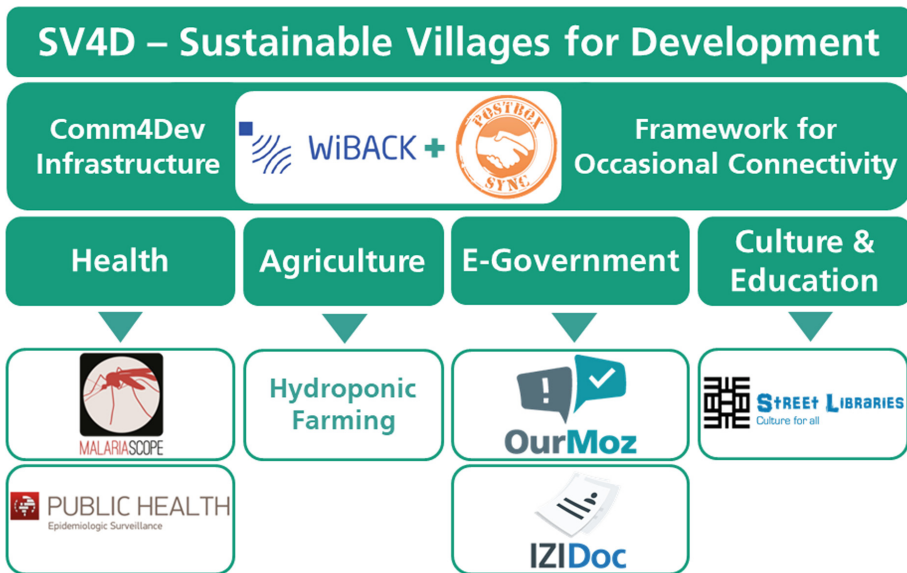 SV4D – Sustainable Villages for Development
Comm4Dev
Infrastructure
WiBACK +
POSTBOX
SYNC
Framework for
Occasional Connectivity
Health
Agriculture
E-Government
Culture &
Education
MALARIASCOPE
Hydroponic
Farming
OurMoz
STREET LIBRARIES
Culture for all
PUBLIC HEALTH
Epidemiologic Surveillance
IZIDoc